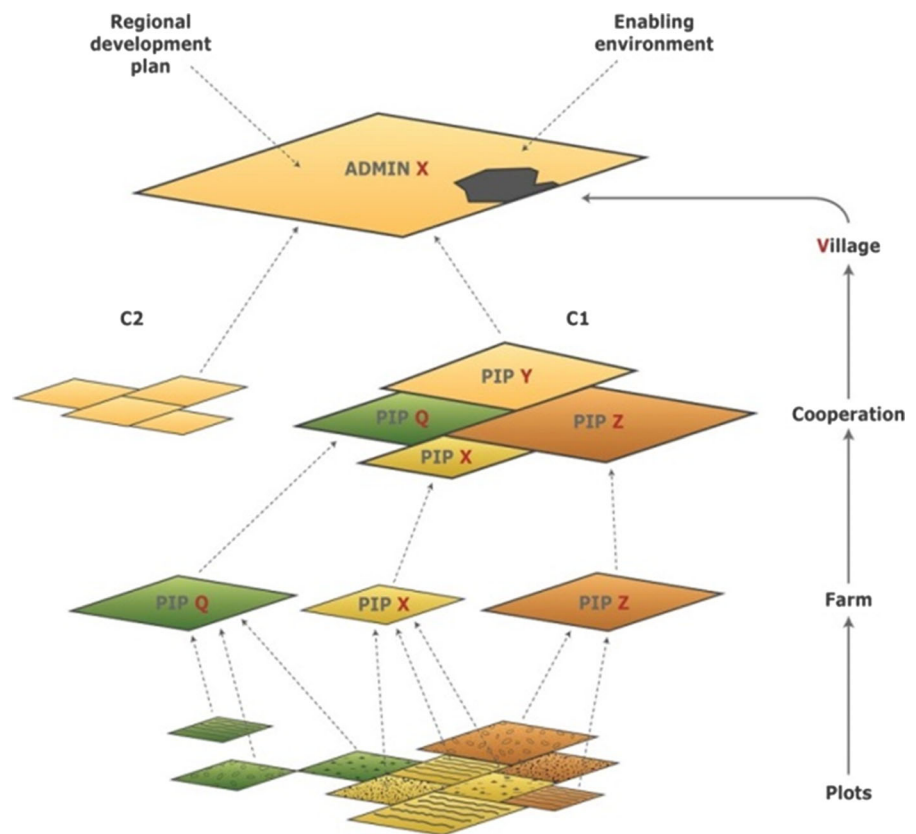 Regional
development
plan
Enabling
environment
ADMIN X
Village
C2
C1
PIP Y
PIP Q
PIP Z
Cooperation
PIP X
PIP Q
PIP X
PIP Z
Farm
Plots